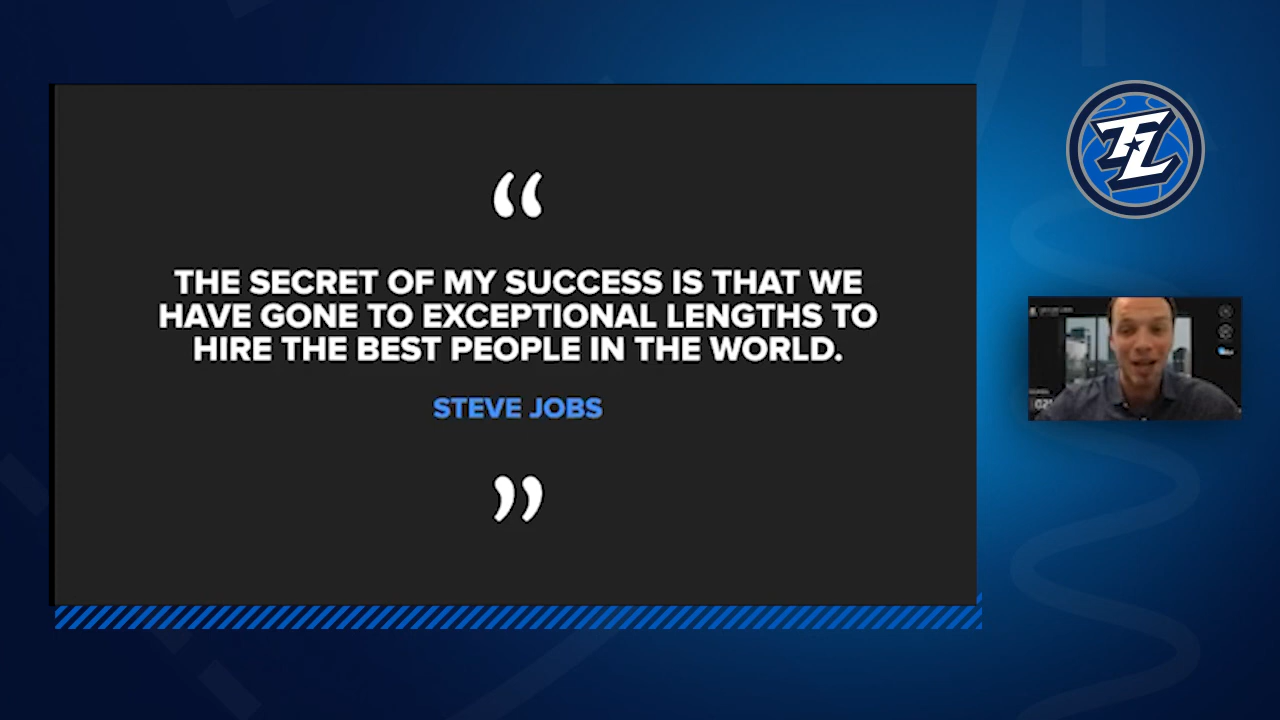 “
THE SECRET OF MY SUCCESS IS THAT WE
HAVE GONE TO EXCEPTIONAL LENGTHS TO
HIRE THE BEST PEOPLE IN THE WORLD.
STEVE JOBS
”
TL